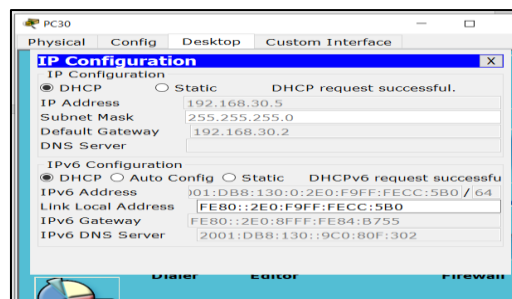 PC30
Physical Config Desktop Custom Interface
IP Configuration X
IP Configuration
DHCP Static DHCP request successful.
IP Address 192.168.30.5
Subnet Mask 255.255.255.0
Default Gateway 192.168.30.2
DNS Server
IPv6 Configuration
DHCP Auto Config Static DHCPv6 request successfu
IPv6 Address 01:DB8:130:0:2E0:F9FF:FECC:5B0 / 64
Link Local Address FE80::2E0:F9FF:FECC:5B0
IPv6 Gateway FE80::2E0:8FFF:FE84:B755
IPv6 DNS Server 2001:DB8:130::9C0:80F:302
Dialer Editor Firewall